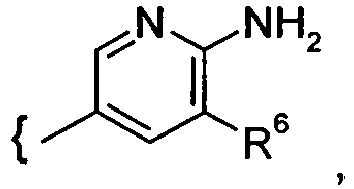 N NH₂
{ R⁶
,